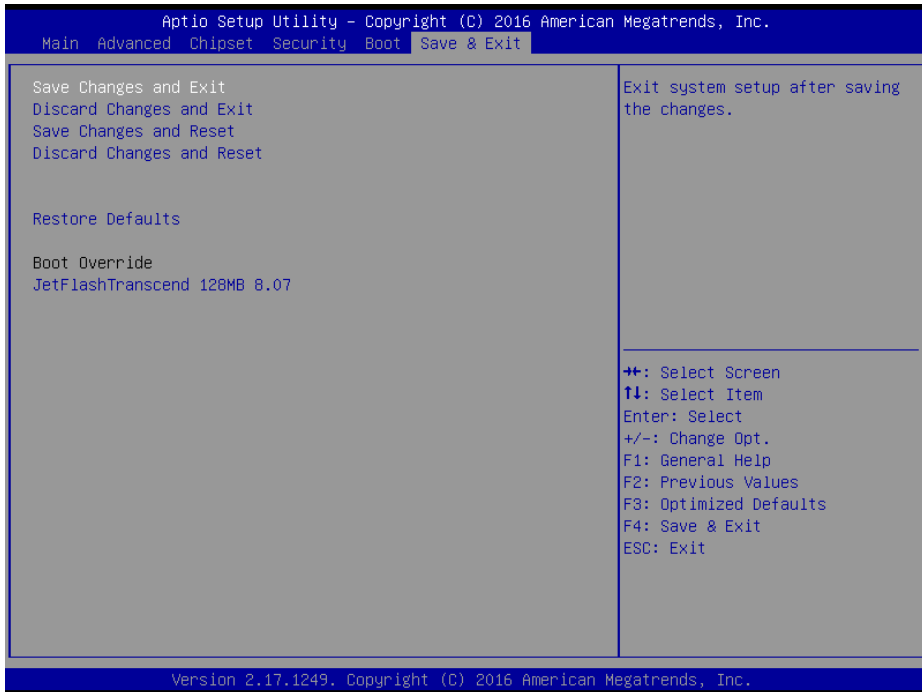 Aptio Setup Utility – Copyright (C) 2016 American Megatrends, Inc.
Main Advanced Chipset Security Boot Save & Exit
Save Changes and Exit
Discard Changes and Exit
Save Changes and Reset
Discard Changes and Reset
Restore Defaults
Boot Override
JetFlashTranscend 128MB 8.07
Exit system setup after saving
the changes.
→←: Select Screen
↑↓: Select Item
Enter: Select
+/-: Change Opt.
F1: General Help
F2: Previous Values
F3: Optimized Defaults
F4: Save & Exit
ESC: Exit
Version 2.17.1249. Copyright (C) 2016 American Megatrends, Inc.